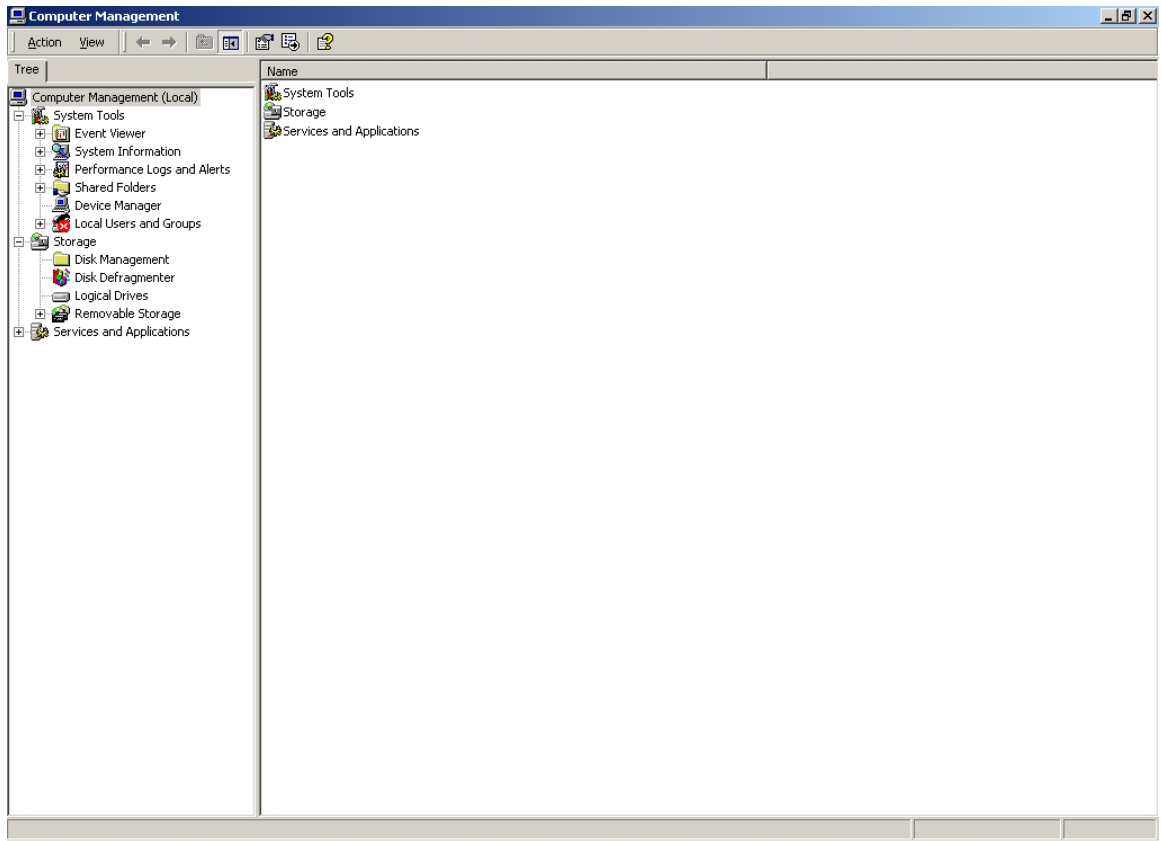 Computer Management
Action View
Tree
Computer Management (Local)
System Tools
Event Viewer
System Information
Performance Logs and Alerts
Shared Folders
Device Manager
Local Users and Groups
Storage
Disk Management
Disk Defragmenter
Logical Drives
Removable Storage
Services and Applications
Name
System Tools
Storage
Services and Applications